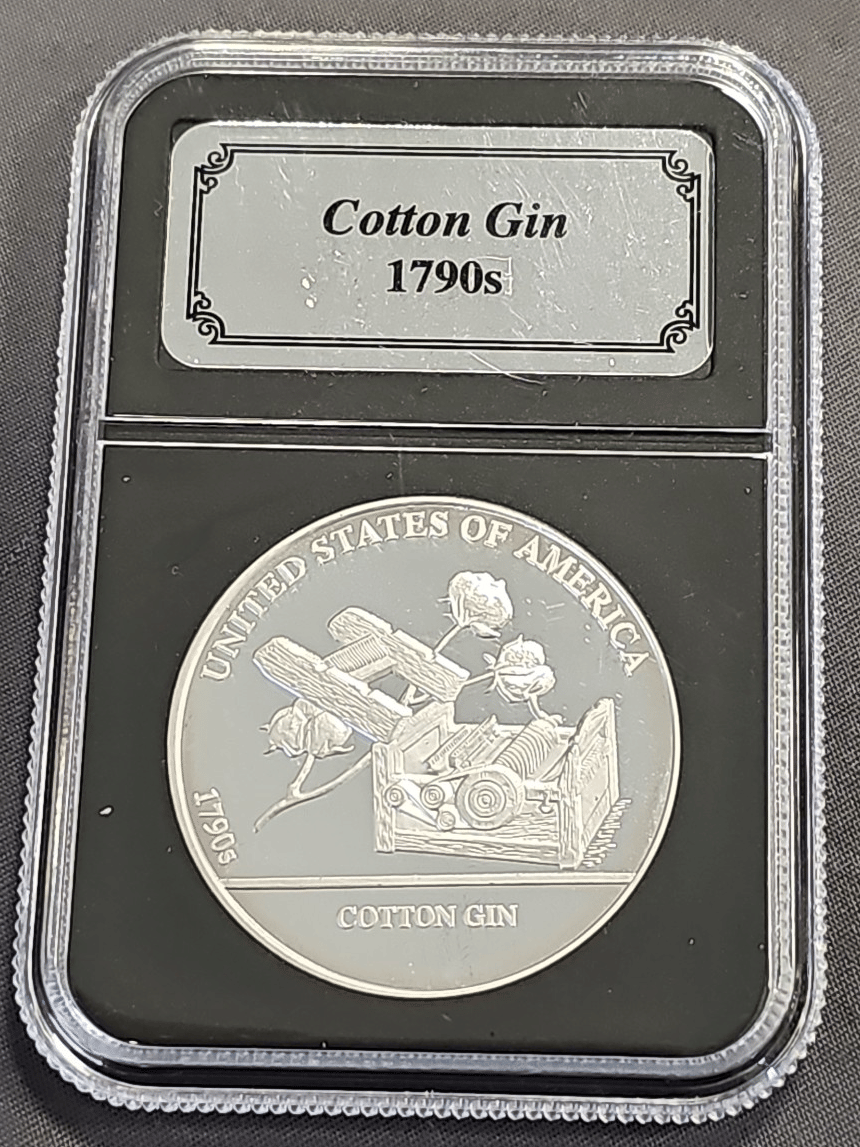 Cotton Gin
1790s
UNITED STATES OF AMERICA
1790s
COTTON GIN